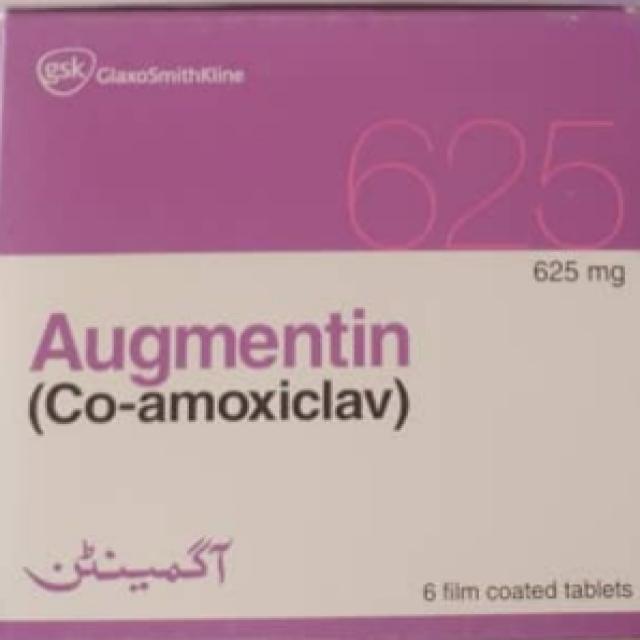 gsk GlaxoSmithKline
625
625 mg
Augmentin
(Co-amoxiclav)
آگمینٹن
6 film coated tablets